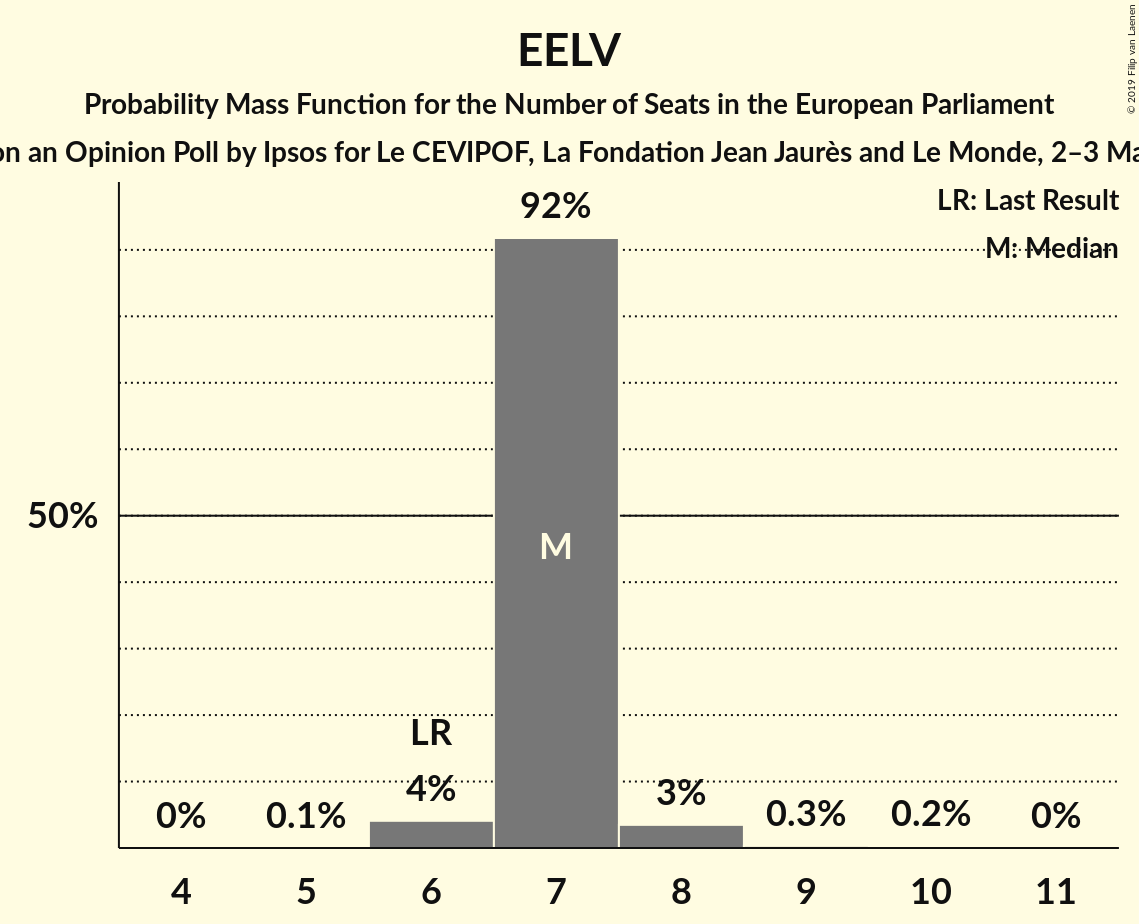 EELV
Probability Mass Function for the Number of Seats in the European Parliament
on an Opinion Poll by Ipsos for Le CEVIPOF, La Fondation Jean Jaurès and Le Monde, 2–3
© 2019 Filip van Laenen
LR: Last Result
M: Median
92%
50%
M
LR
0% 0.1% 4% 3% 0.3% 0.2% 0%
4 5 6 7 8 9 10 11